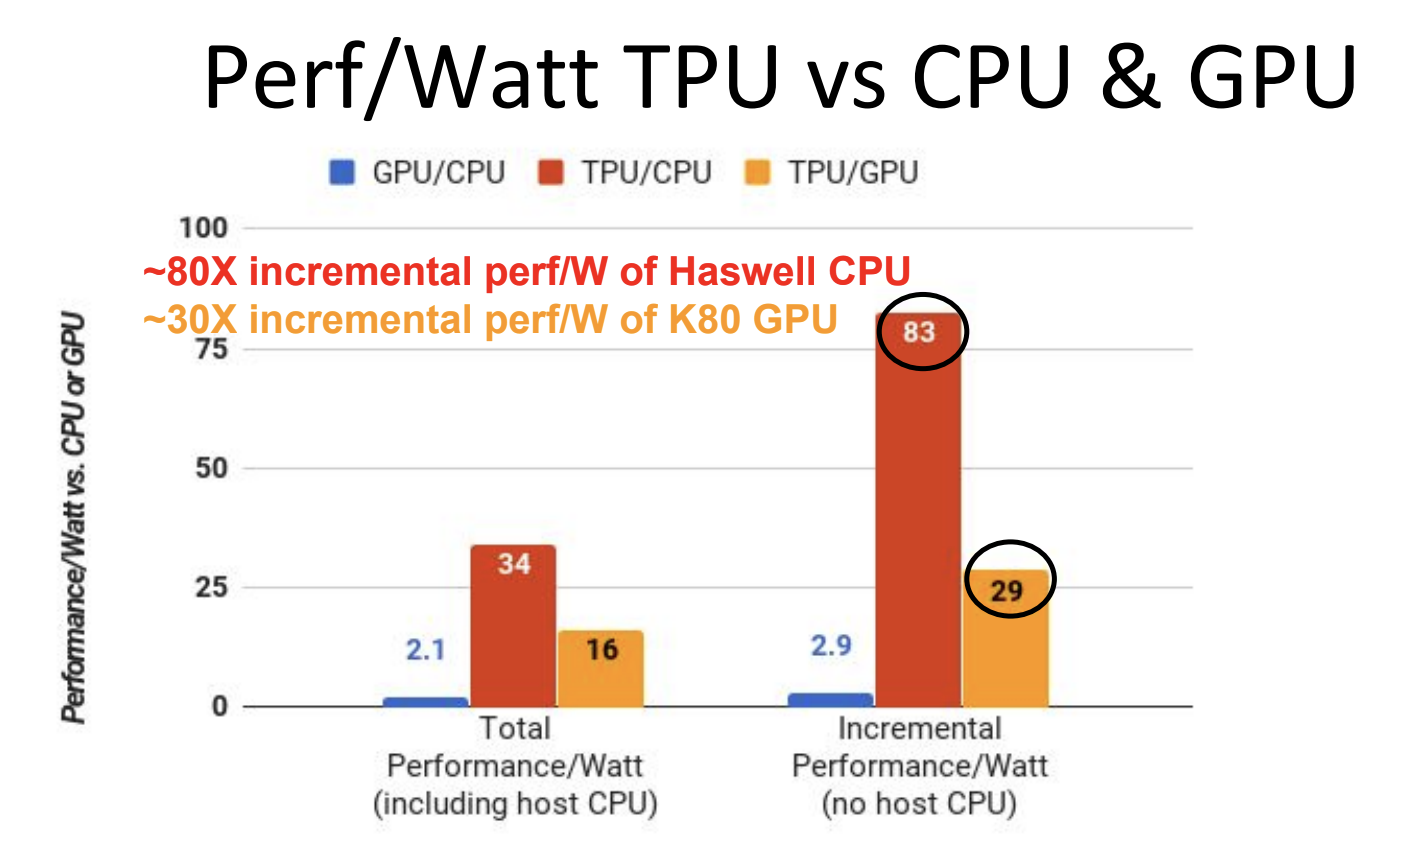 Perf/Watt TPU vs CPU & GPU
GPU/CPU TPU/CPU TPU/GPU
100
~80X incremental perf/W of Haswell CPU
~30X incremental perf/W of K80 GPU
75
50
25
0
Performance/Watt vs. CPU or GPU
2.1
34
16
2.9
83
29
Total
Performance/Watt
(including host CPU)
Incremental
Performance/Watt
(no host CPU)